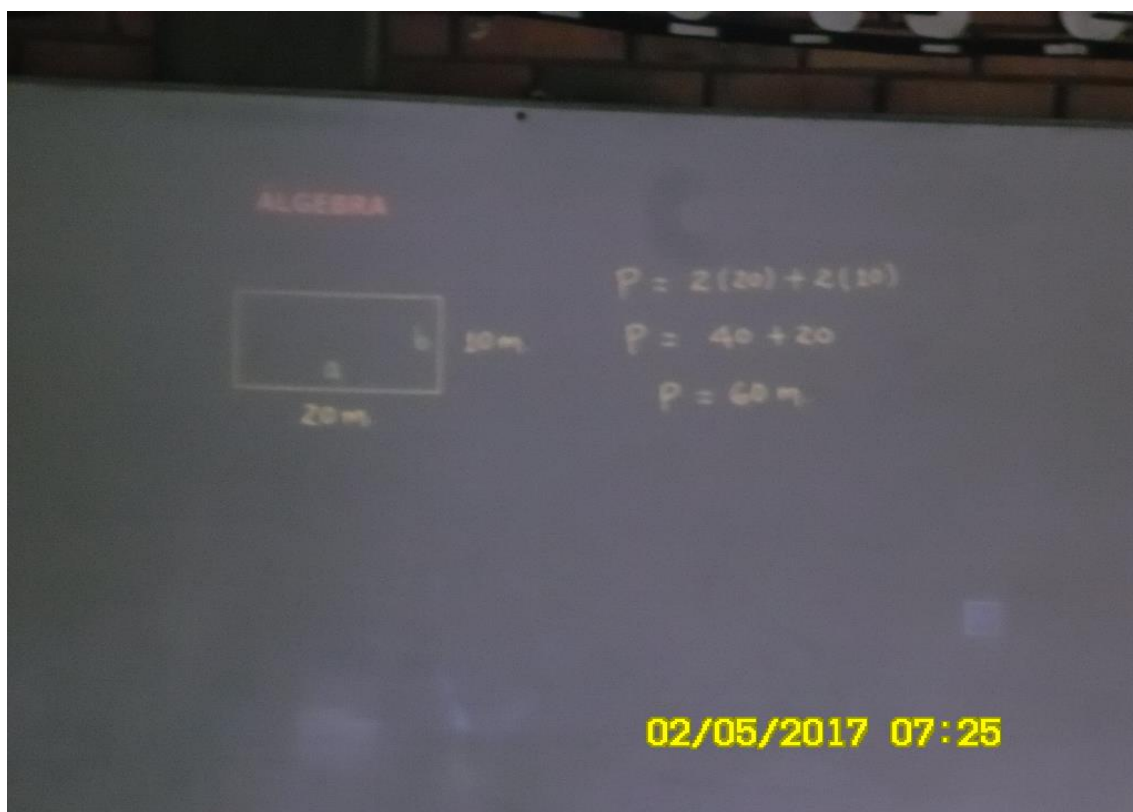 ALGEBRA
b
10 m
a
20 m
P = 2(20) + 2(10)
P = 40 + 20
P = 60 m
02/05/2017 07:25